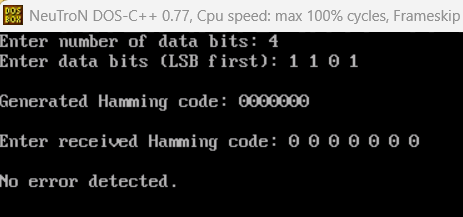 DOS
BOX
NeuTroN DOS-C++ 0.77, Cpu speed: max 100% cycles, Frameskip
Enter number of data bits: 4
Enter data bits (LSB first): 1 1 0 1
Generated Hamming code: 0000000
Enter received Hamming code: 0 0 0 0 0 0 0
No error detected.